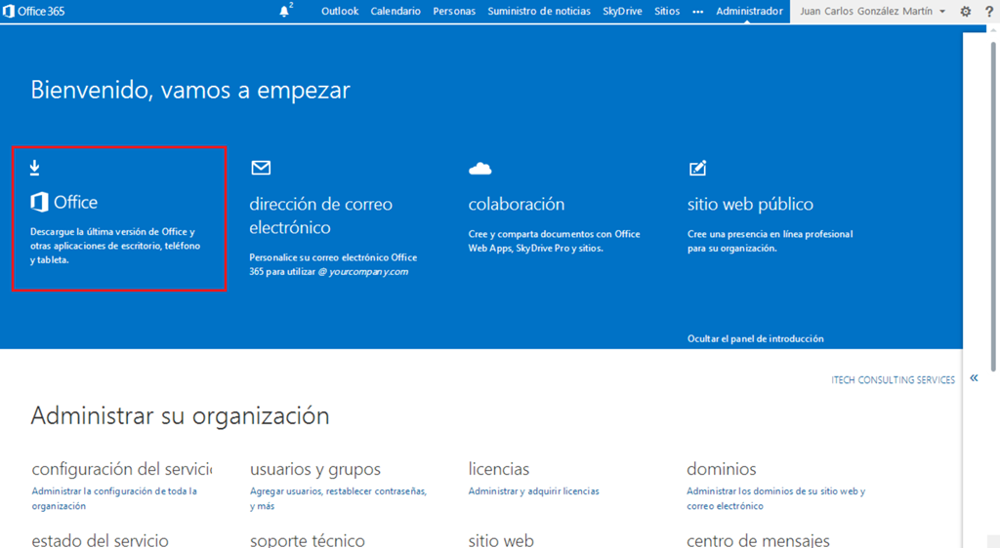 Office 365
2
Outlook Calendario Personas Suministro de noticias SkyDrive Sitios ••• Administrador Juan Carlos González Martín ?
Bienvenido, vamos a empezar
Office
Descargue la última versión de Office y
otras aplicaciones de escritorio, teléfono
y tableta.
dirección de correo
electrónico
Personalice su correo electrónico Office
365 para utilizar @ yourcompany.com
colaboración
Cree y comparta documentos con Office
Web Apps, SkyDrive Pro y sitios.
sitio web público
Cree una presencia en línea profesional
para su organización.
Ocultar el panel de introducción
ITECH CONSULTING SERVICES
«
Administrar su organización
configuración del servici
Administrar la configuración de toda la
organización
usuarios y grupos
Agregar usuarios, restablecer contraseñas,
y más
licencias
Administrar y adquirir licencias
dominios
Administrar los dominios de su sitio web y
correo electrónico
estado del servicio
soporte técnico
sitio web
centro de mensajes